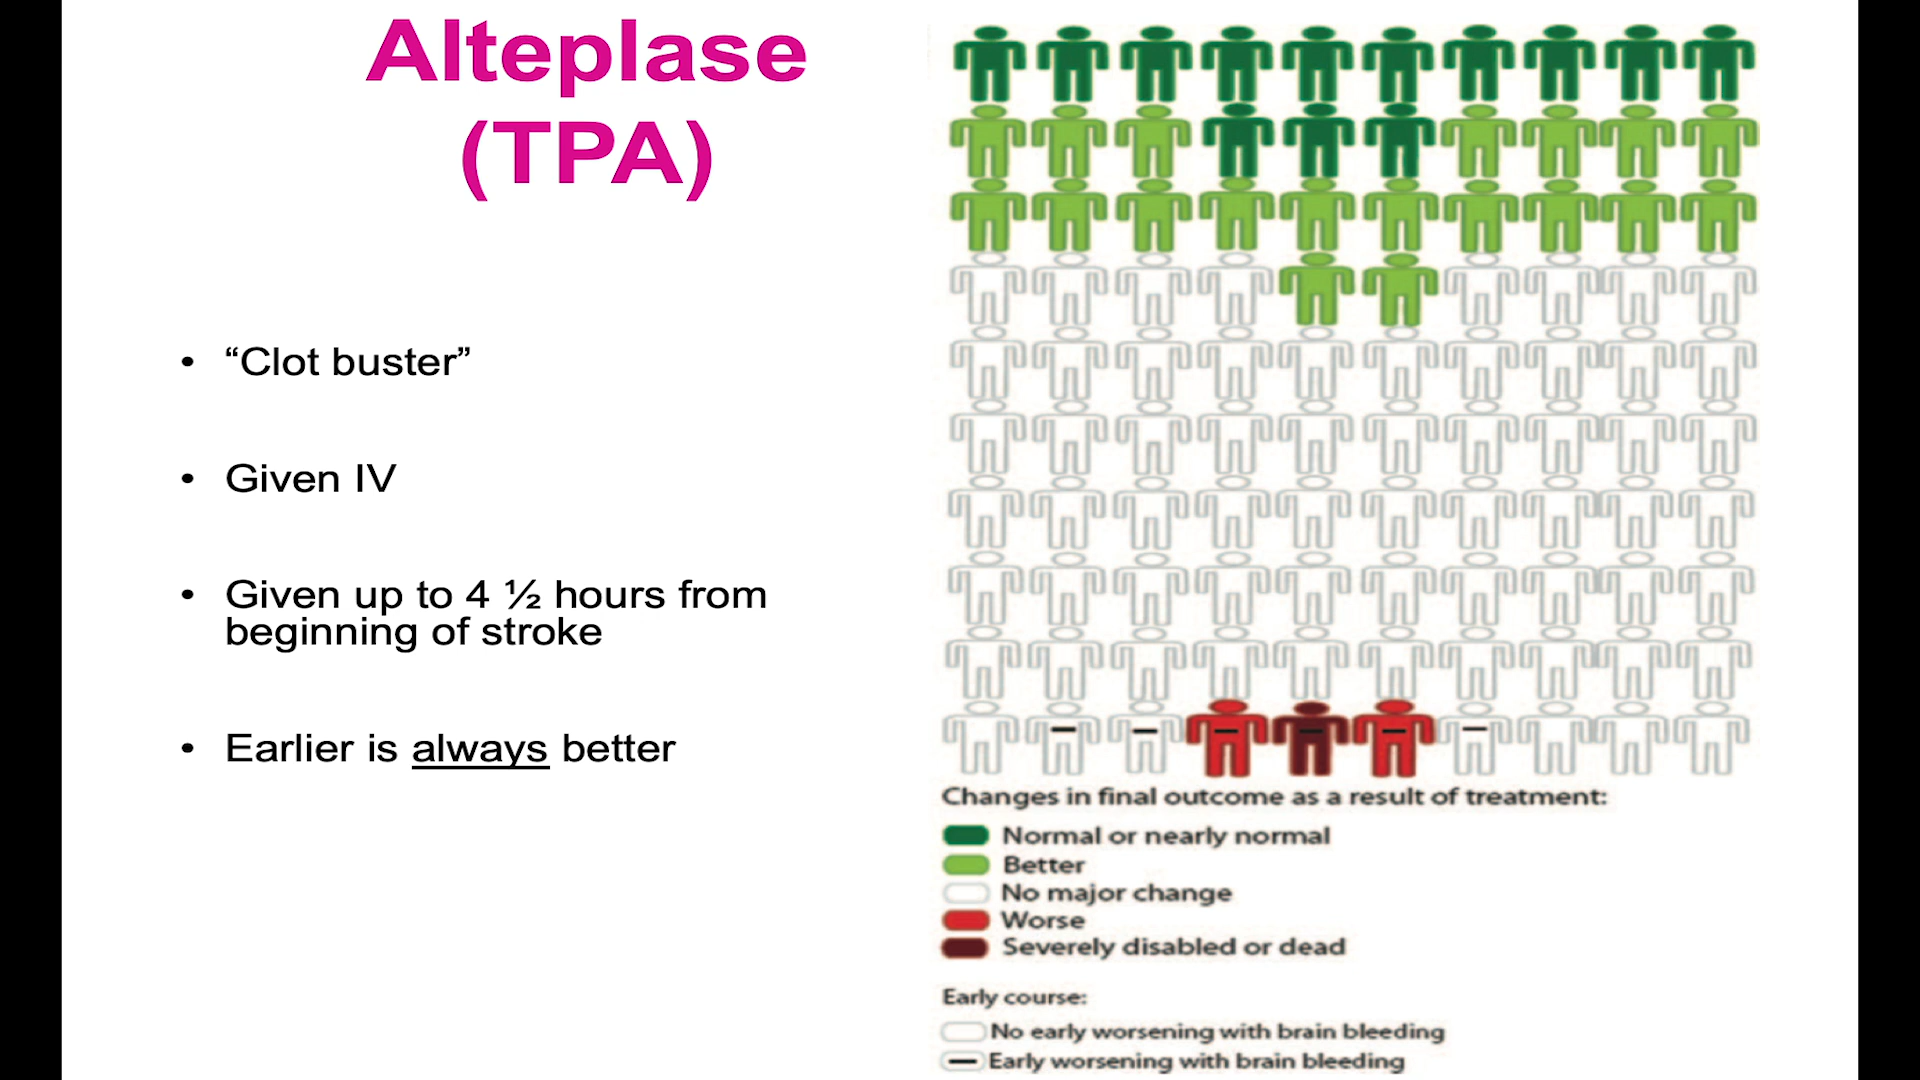 Alteplase
(TPA)
• “Clot buster”
• Given IV
• Given up to 4 ½ hours from
beginning of stroke
• Earlier is always better
Changes in final outcome as a result of treatment:
Normal or nearly normal
Better
No major change
Worse
Severely disabled or dead
Early course:
No early worsening with brain bleeding
Early worsening with brain bleeding